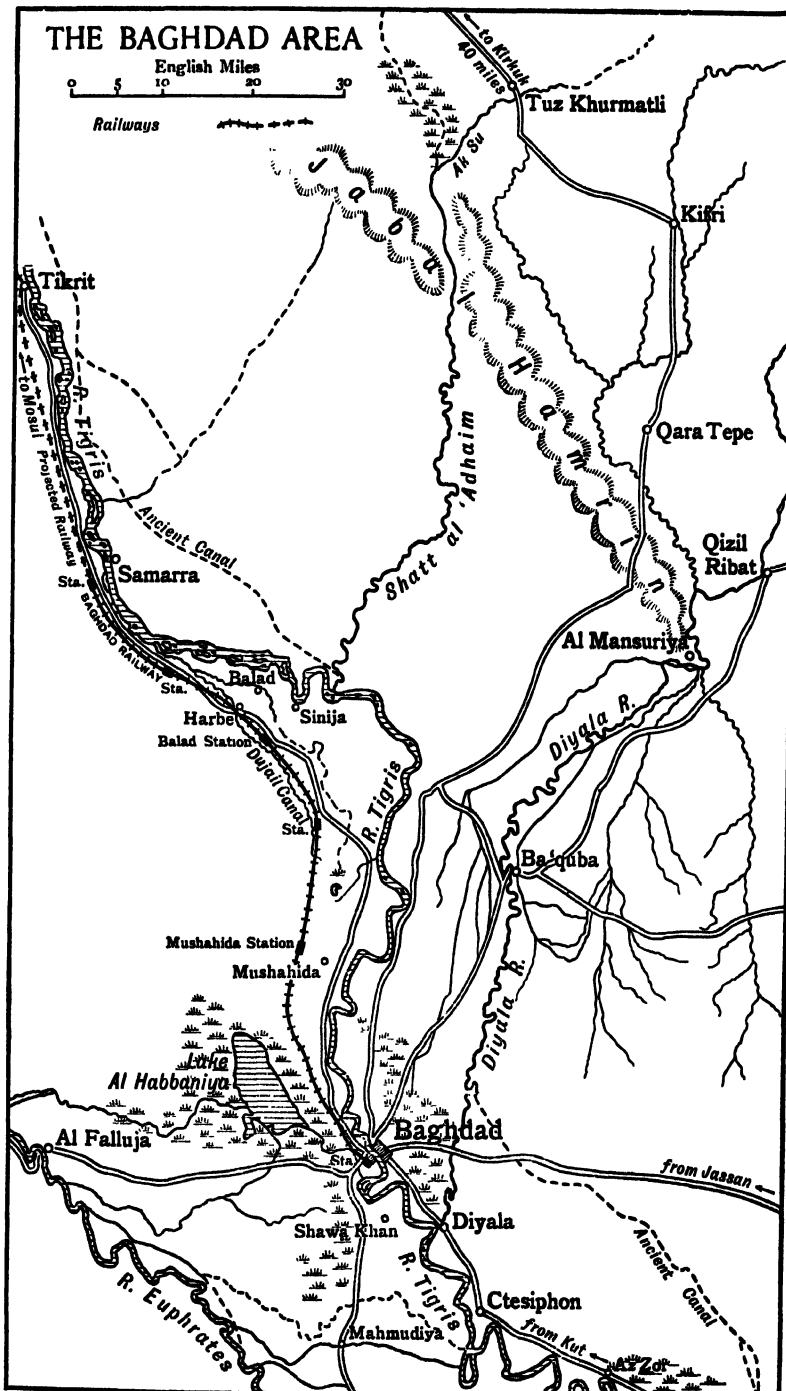 THE BAGHDAD AREA
English Miles
0 5 10 20 30
Railways
to Kirkuk
40 miles
Tuz Khurmatli
Ak Su
Jabal Hamrin
Kifri
Tikrit
to Mosul
Projected Railway
R. Tigris
Qara Tepe
Ancient Canal
Shatt al 'Adhaim
Samarra
Sta.
BAGHDAD RAILWAY
Qizil
Ribat
Al Mansuriya
Sta.
Balad
Sinija
Harbe
Balad Station
Dujail Canal
Diyala R.
R. Tigris
Sta.
Ba'quba
Mushahida Station
Mushahida
Diyala R.
Lake
Al Habbaniya
Al Falluja
Baghdad
Sta.
from Jassan
Shawa Khan
Diyala
R. Tigris
Ancient Canal
R. Euphrates
Ctesiphon
Mahmudiya
from Kut
Az Zor